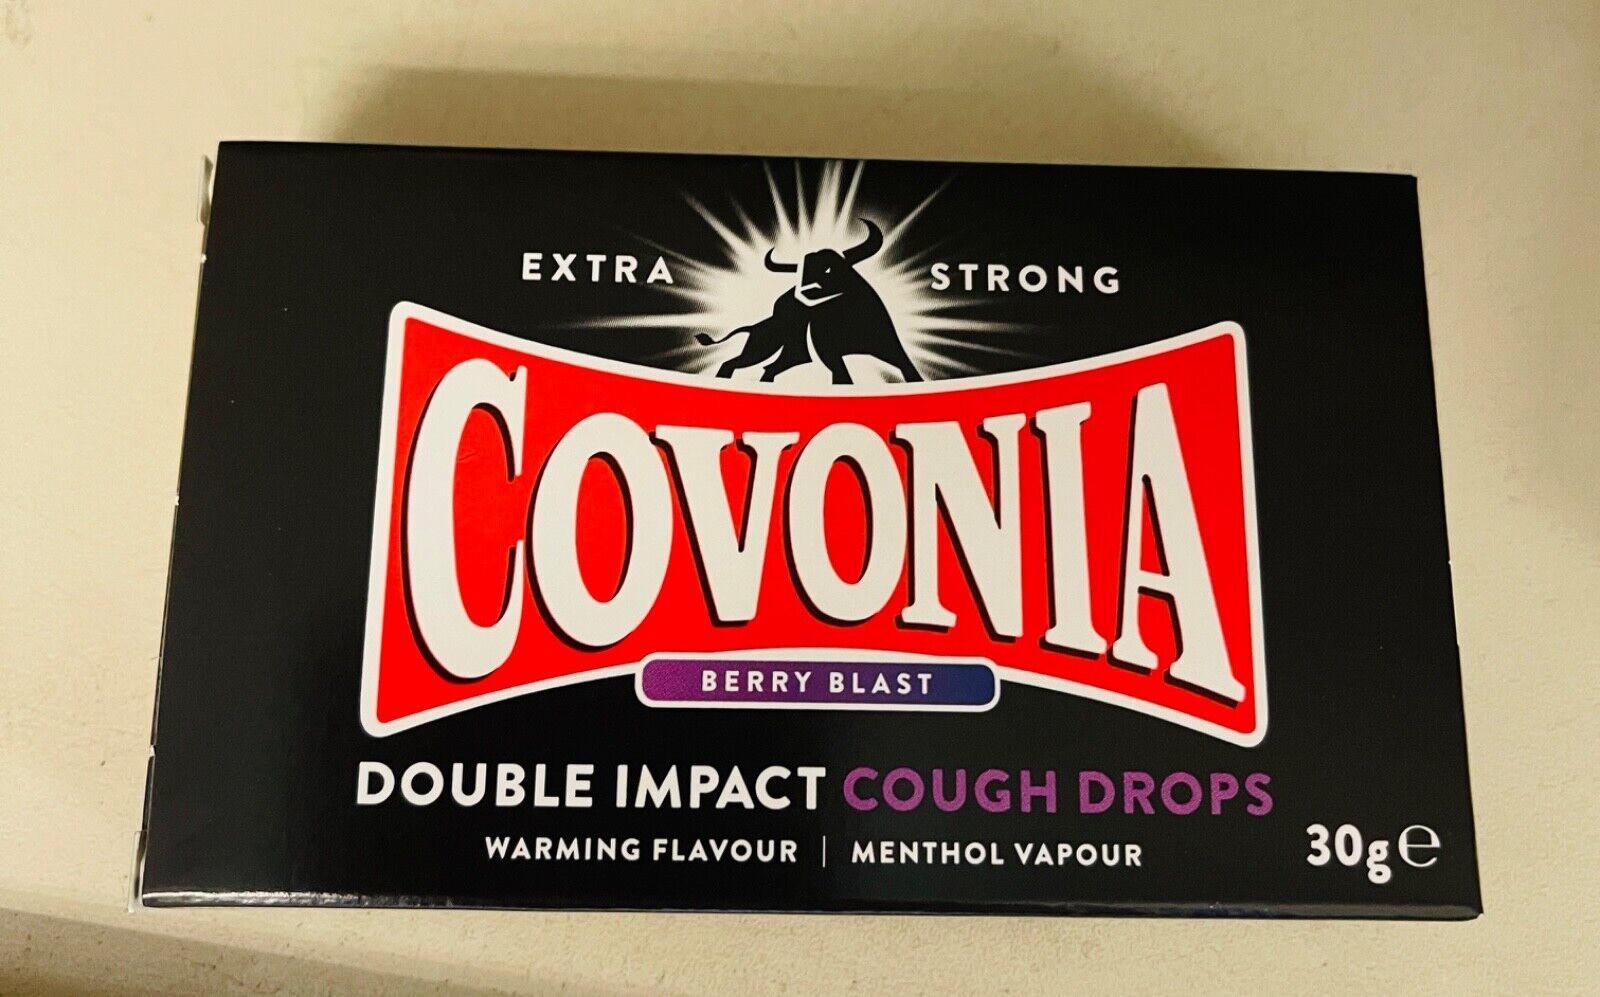 EXTRA STRONG
COVONIA
BERRY BLAST
DOUBLE IMPACT COUGH DROPS
WARMING FLAVOUR | MENTHOL VAPOUR
30g ℮